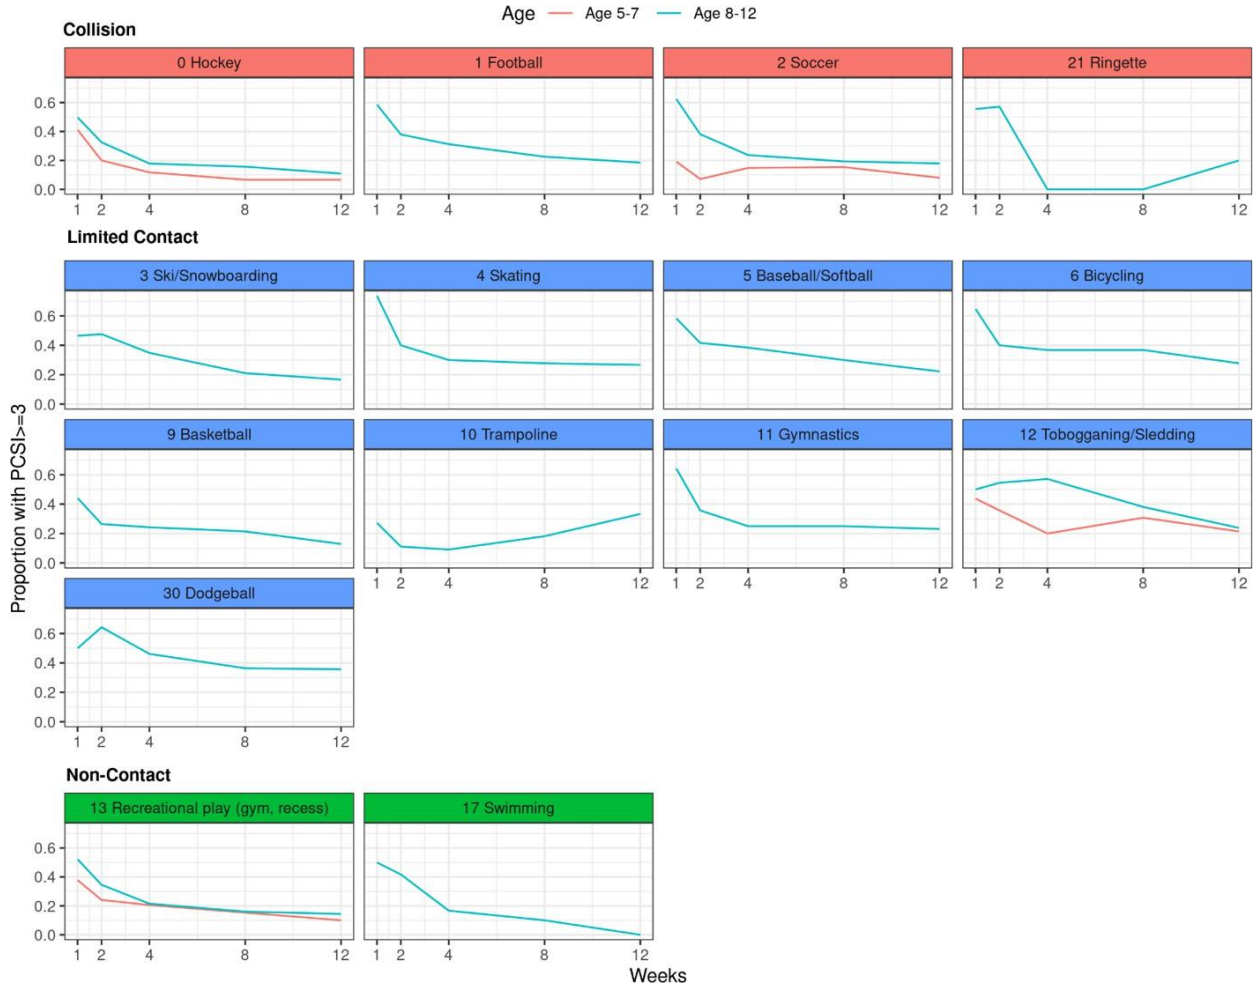 Age Age 5-7 Age 8-12
Collision
0 Hockey 1 Football 2 Soccer 21 Ringette
0.6
0.4
0.2
0.0
1 2 4 8 12 1 2 4 8 12 1 2 4 8 12 1 2 4 8 12
Limited Contact
3 Ski/Snowboarding 4 Skating 5 Baseball/Softball 6 Bicycling
0.6
0.4
0.2
0.0
9 Basketball 10 Trampoline 11 Gymnastics 12 Tobogganing/Sledding
0.6
0.4
0.2
0.0
1 2 4 8 12 1 2 4 8 12 1 2 4 8 12
Proportion with PCSI>=3
30 Dodgeball
0.6
0.4
0.2
0.0
1 2 4 8 12
Non-Contact
13 Recreational play (gym, recess) 17 Swimming
0.6
0.4
0.2
0.0
1 2 4 8 12 1 2 4 8 12
Weeks